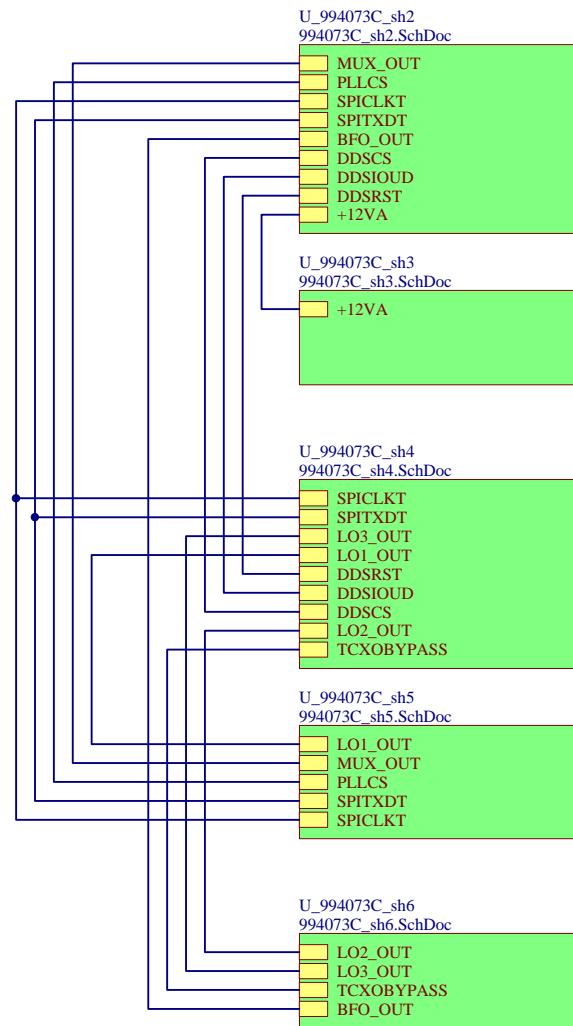 U_994073C_sh2
994073C_sh2.SchDoc
MUX_OUT
PLLCS
SPICLKT
SPITXDT
BFO_OUT
DDSCS
DDSIOUD
DDSRST
+12VA
U_994073C_sh3
994073C_sh3.SchDoc
+12VA
U_994073C_sh4
994073C_sh4.SchDoc
SPICLKT
SPITXDT
LO3_OUT
LO1_OUT
DDSRST
DDSIOUD
DDSCS
LO2_OUT
TCXOBYPASS
U_994073C_sh5
994073C_sh5.SchDoc
LO1_OUT
MUX_OUT
PLLCS
SPITXDT
SPICLKT
U_994073C_sh6
994073C_sh6.SchDoc
LO2_OUT
LO3_OUT
TCXOBYPASS
BFO_OUT